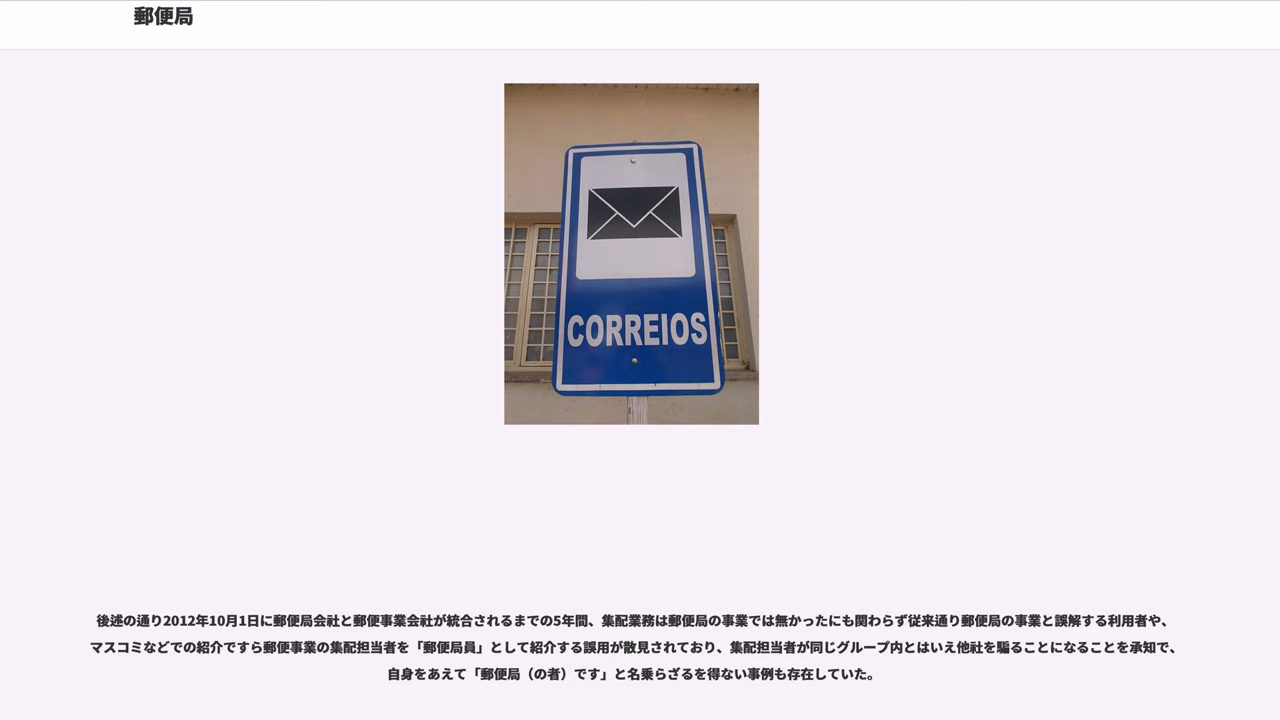 郵便局
CORREIOS
後述の通り2012年10月1日に郵便局会社と郵便事業会社が統合されるまでの5年間、集配業務は郵便局の事業では無かったにも関わらず従来通り郵便局の事業と誤解する利用者や、
マスコミなどでの紹介ですら郵便事業の集配担当者を「郵便局員」として紹介する誤用が散見されており、集配担当者が同じグループ内とはいえ他社を騙ることになることを承知で、
自身をあえて「郵便局（の者）です」と名乗らざるを得ない事例も存在していた。